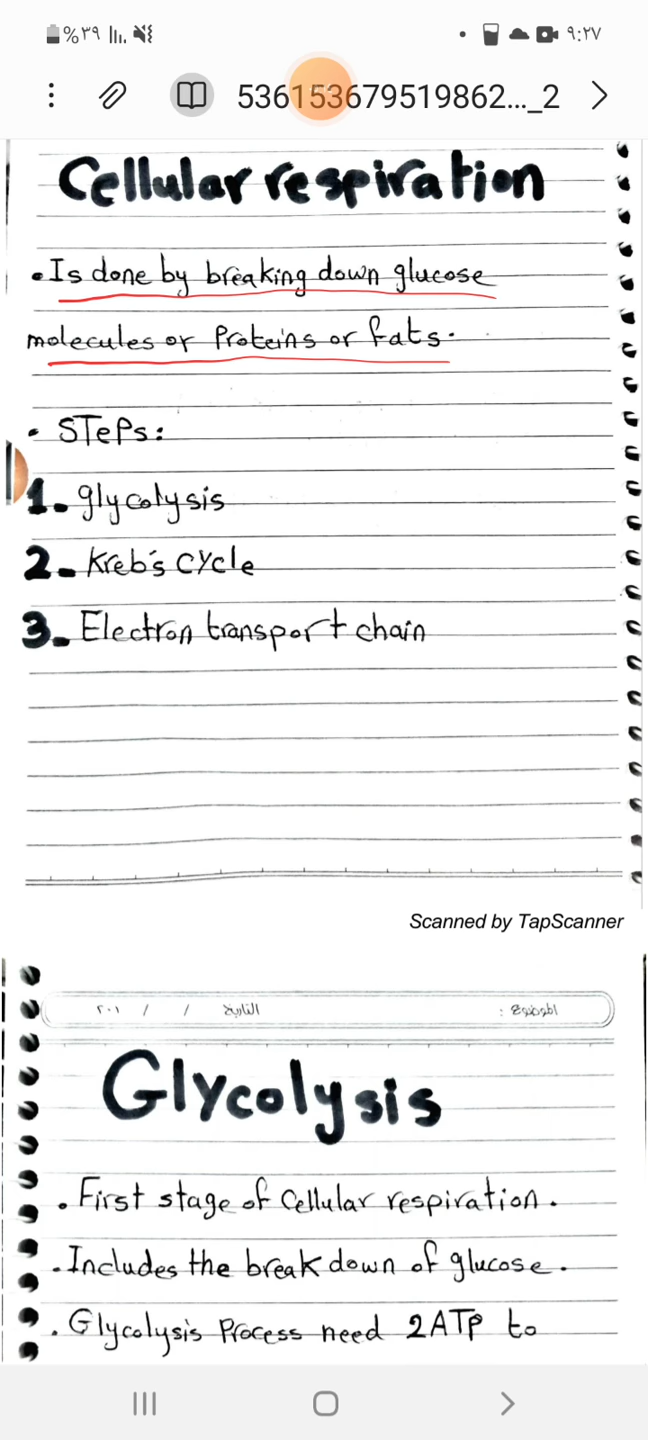 %٣٩
٩:٢٧
536153679519862..._2
Cellular respiration
• Is done by breaking down glucose
molecules or Proteins or fats.
• STePs:
1- glycolysis
2- Kreb's cycle
3- Electron transport chain
Scanned by TapScanner
الموضوع : التاريخ / / ٢٠١
Glycolysis
. First stage of Cellular respiration.
. Includes the break down of glucose.
. Glycolysis Process need 2ATP to